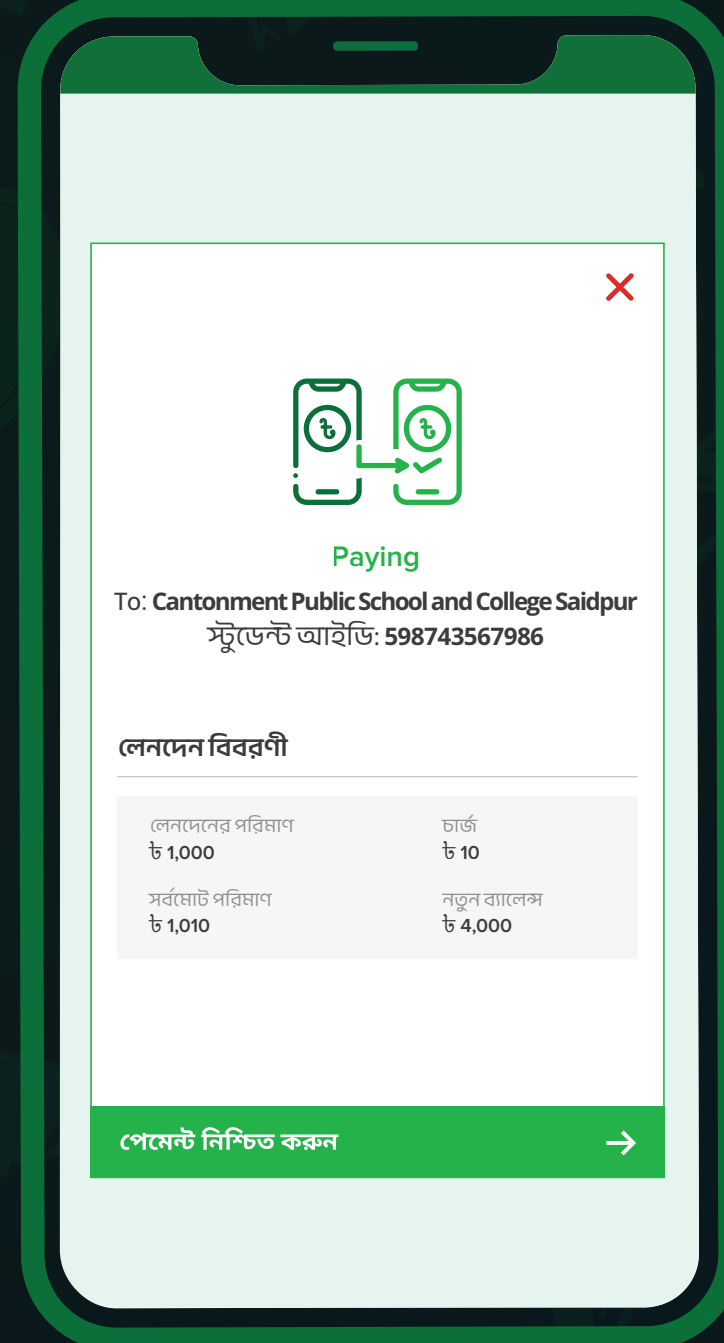 ৳ ৳
Paying
To: Cantonment Public School and College Saidpur
স্টুডেন্ট আইডি: 598743567986
লেনদেন বিবরণী
লেনদেনের পরিমাণ চার্জ
৳ 1,000 ৳ 10
সর্বমোট পরিমাণ নতুন ব্যালেন্স
৳ 1,010 ৳ 4,000
পেমেন্ট নিশ্চিত করুন